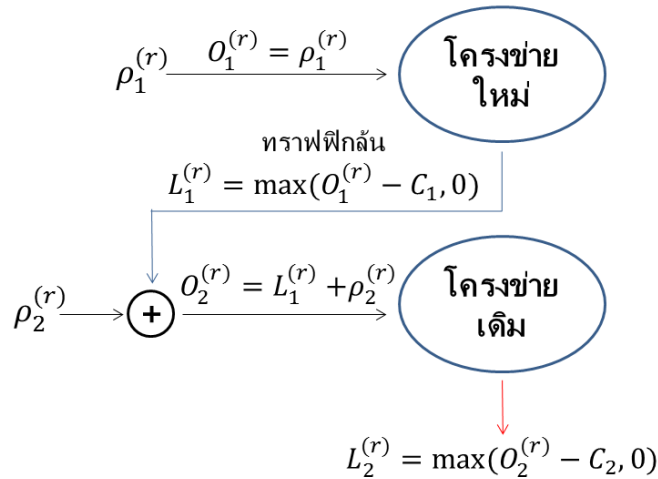 ρ₁⁽ʳ⁾ O₁⁽ʳ⁾ = ρ₁⁽ʳ⁾
โครงข่าย
ใหม่
ทราฟฟิกล้น
L₁⁽ʳ⁾ = max(O₁⁽ʳ⁾ − C₁, 0)
ρ₂⁽ʳ⁾ + O₂⁽ʳ⁾ = L₁⁽ʳ⁾ +ρ₂⁽ʳ⁾
โครงข่าย
เดิม
L₂⁽ʳ⁾ = max(O₂⁽ʳ⁾ − C₂, 0)